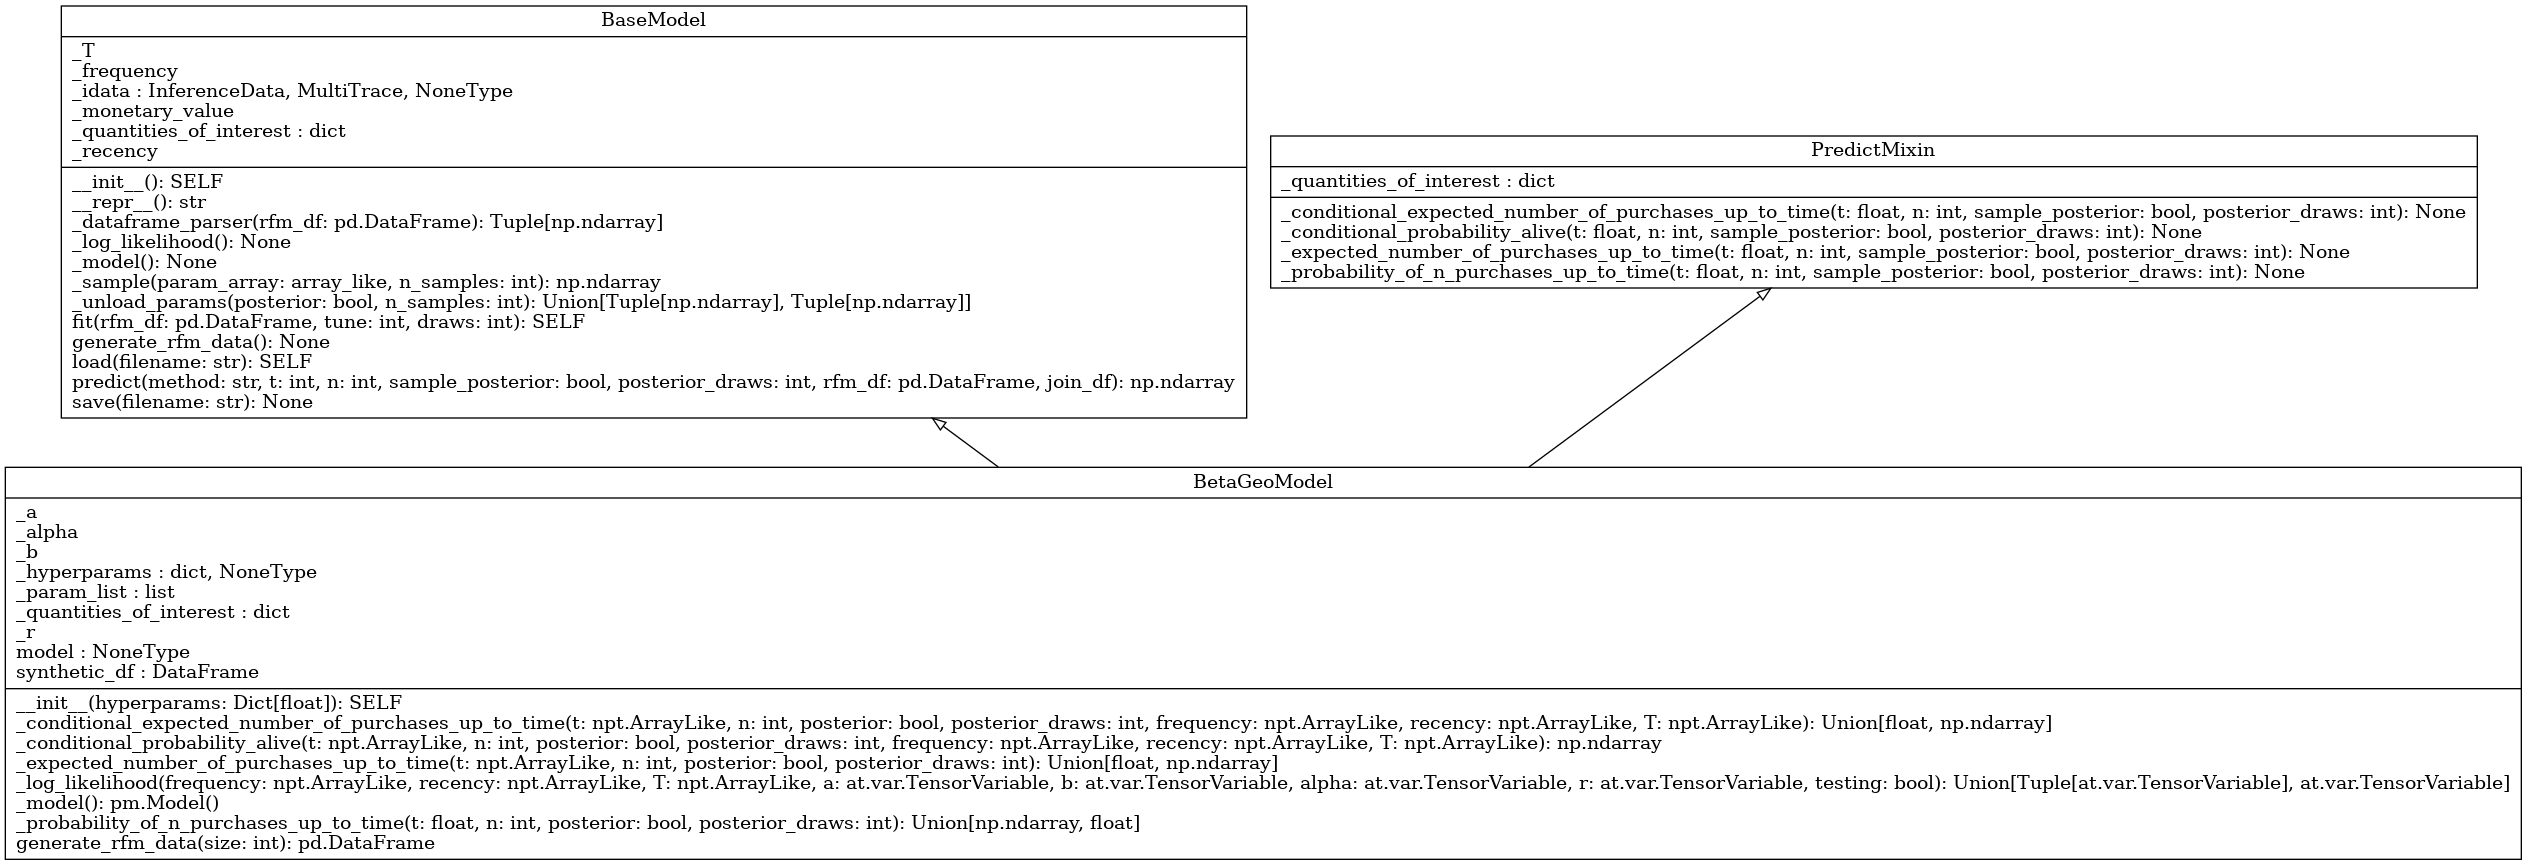 BaseModel
_T
_frequency
_idata : InferenceData, MultiTrace, NoneType
_monetary_value
_quantities_of_interest : dict
_recency
__init__(): SELF
__repr__(): str
_dataframe_parser(rfm_df: pd.DataFrame): Tuple[np.ndarray]
_log_likelihood(): None
_model(): None
_sample(param_array: array_like, n_samples: int): np.ndarray
_unload_params(posterior: bool, n_samples: int): Union[Tuple[np.ndarray], Tuple[np.ndarray]]
fit(rfm_df: pd.DataFrame, tune: int, draws: int): SELF
generate_rfm_data(): None
load(filename: str): SELF
predict(method: str, t: int, n: int, sample_posterior: bool, posterior_draws: int, rfm_df: pd.DataFrame, join_df): np.ndarray
save(filename: str): None
PredictMixin
_quantities_of_interest : dict
_conditional_expected_number_of_purchases_up_to_time(t: float, n: int, sample_posterior: bool, posterior_draws: int): None
_conditional_probability_alive(t: float, n: int, sample_posterior: bool, posterior_draws: int): None
_expected_number_of_purchases_up_to_time(t: float, n: int, sample_posterior: bool, posterior_draws: int): None
_probability_of_n_purchases_up_to_time(t: float, n: int, sample_posterior: bool, posterior_draws: int): None
BetaGeoModel
_a
_alpha
_b
_hyperparams : dict, NoneType
_param_list : list
_quantities_of_interest : dict
_r
model : NoneType
synthetic_df : DataFrame
__init__(hyperparams: Dict[float]): SELF
_conditional_expected_number_of_purchases_up_to_time(t: npt.ArrayLike, n: int, posterior: bool, posterior_draws: int, frequency: npt.ArrayLike, recency: npt.ArrayLike, T: npt.ArrayLike): Union[float, np.ndarray]
_conditional_probability_alive(t: npt.ArrayLike, n: int, posterior: bool, posterior_draws: int, frequency: npt.ArrayLike, recency: npt.ArrayLike, T: npt.ArrayLike): np.ndarray
_expected_number_of_purchases_up_to_time(t: npt.ArrayLike, n: int, posterior: bool, posterior_draws: int): Union[float, np.ndarray]
_log_likelihood(frequency: npt.ArrayLike, recency: npt.ArrayLike, T: npt.ArrayLike, a: at.var.TensorVariable, b: at.var.TensorVariable, alpha: at.var.TensorVariable, r: at.var.TensorVariable, testing: bool): Union[Tuple[at.var.TensorVariable], at.var.TensorVariable]
_model(): pm.Model()
_probability_of_n_purchases_up_to_time(t: float, n: int, posterior: bool, posterior_draws: int): Union[np.ndarray, float]
generate_rfm_data(size: int): pd.DataFrame